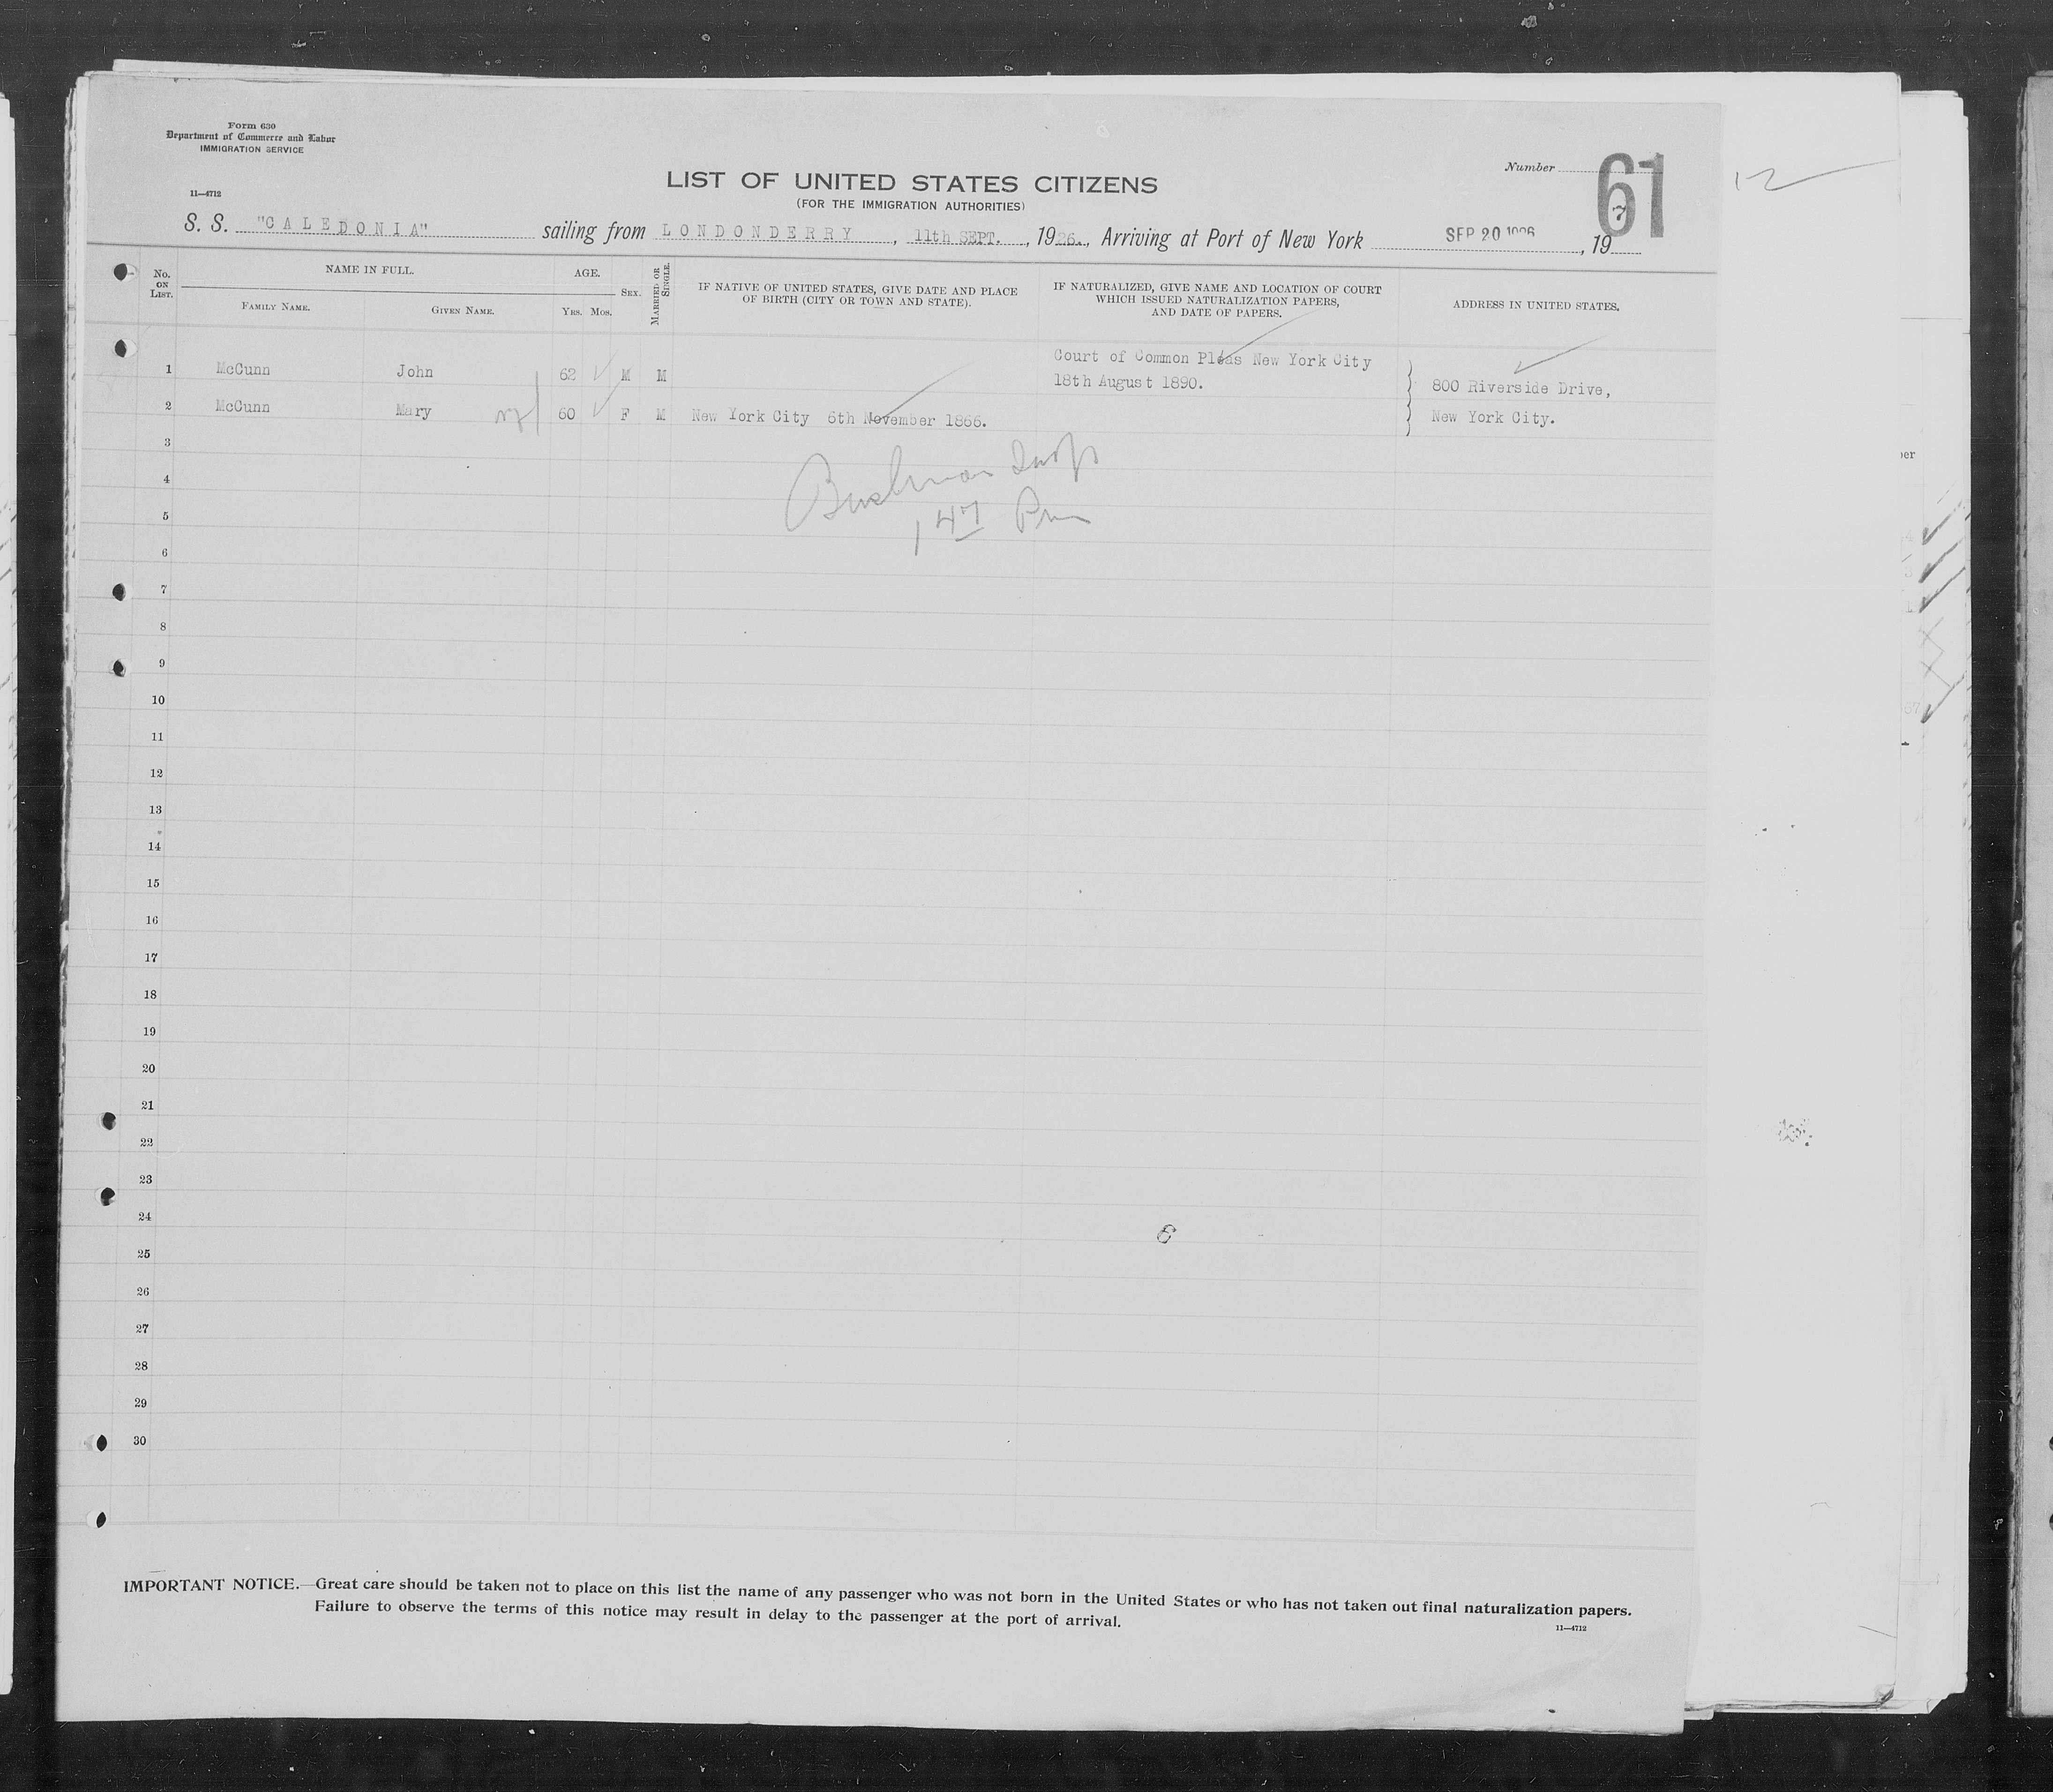 Form 630
Department of Commerce and Labor
IMMIGRATION SERVICE
11—4712
Number 61
7
12
LIST OF UNITED STATES CITIZENS
(FOR THE IMMIGRATION AUTHORITIES)
S. S. "CALEDONIA" sailing from LONDONDERRY, 11th SEPT., 1926., Arriving at Port of New York SEP 20 1926, 19
No. ON LIST.
NAME IN FULL.
FAMILY NAME.
GIVEN NAME.
AGE.
YRS. MOS.
SEX.
MARRIED OR SINGLE.
IF NATIVE OF UNITED STATES, GIVE DATE AND PLACE
OF BIRTH (CITY OR TOWN AND STATE).
IF NATURALIZED, GIVE NAME AND LOCATION OF COURT
WHICH ISSUED NATURALIZATION PAPERS,
AND DATE OF PAPERS.
ADDRESS IN UNITED STATES.
Court of Common Pleas New York City
1 McCunn John 62 M M 18th August 1890. 800 Riverside Drive,
2 McCunn Mary 60 F M New York City 6th November 1866. New York City.
3
4
5
147 Pm
6
7
8
9
10
11
12
13
14
15
16
17
18
19
20
21
22
23
24
25
26
27
28
29
30
IMPORTANT NOTICE.—Great care should be taken not to place on this list the name of any passenger who was not born in the United States or who has not taken out final naturalization papers.
Failure to observe the terms of this notice may result in delay to the passenger at the port of arrival.
11—4712